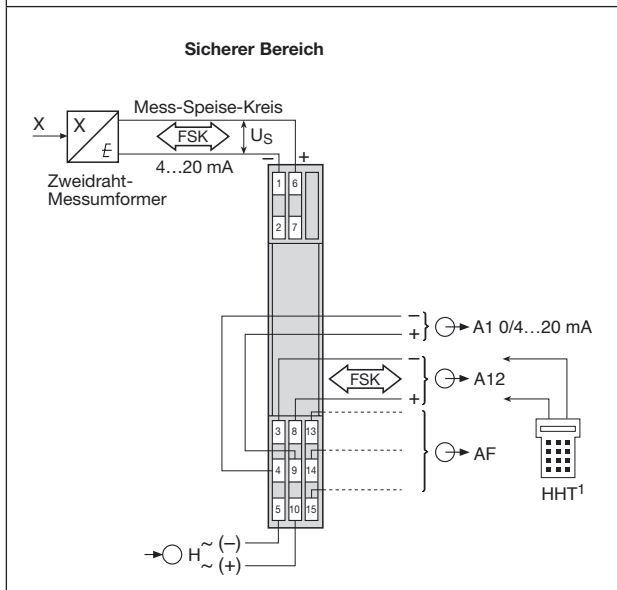 Sicherer Bereich
Mess-Speise-Kreis
X
X
E
FSK
US
– +
4...20 mA
Zweidraht-
Messumformer
1 6
2 7
–
+
A1 0/4...20 mA
FSK
–
+
A12
3 8 13
4 9 14
5 10 15
AF
HHT1
H
~ (–)
~ (+)